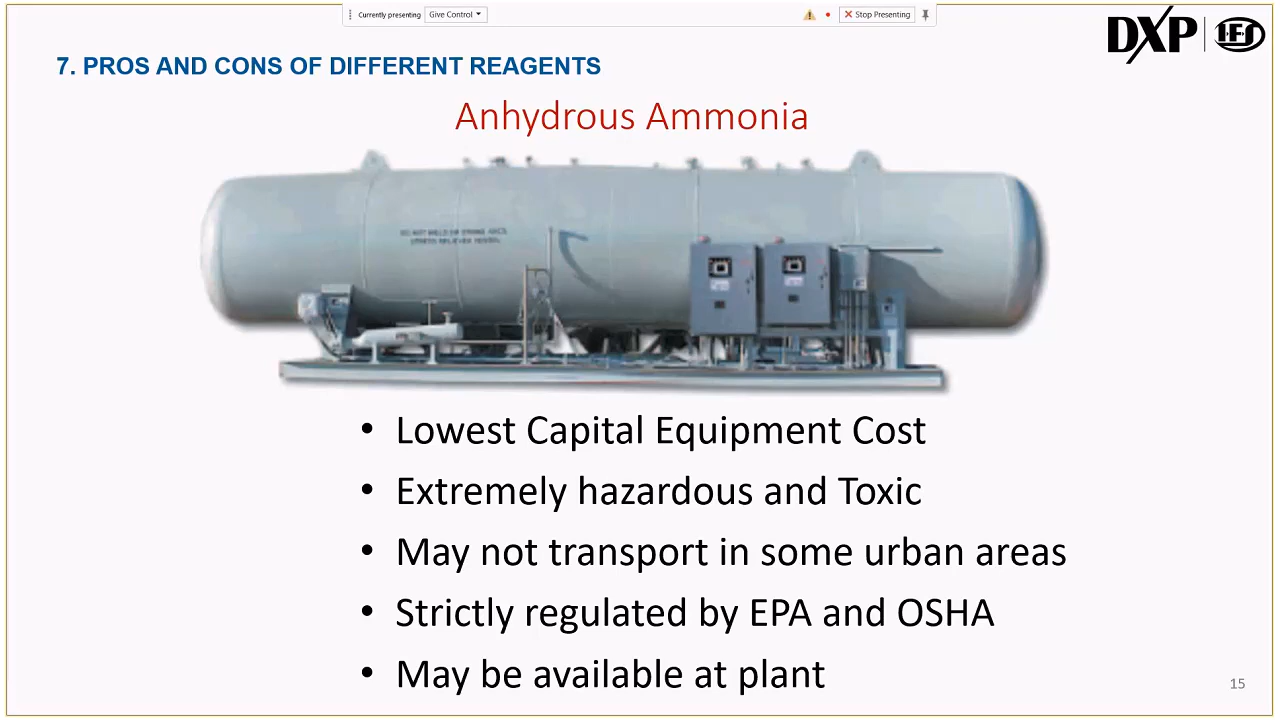 Currently presenting
Give Control
Stop Presenting
DXP
IFS
7. PROS AND CONS OF DIFFERENT REAGENTS
Anhydrous Ammonia
• Lowest Capital Equipment Cost
• Extremely hazardous and Toxic
• May not transport in some urban areas
• Strictly regulated by EPA and OSHA
• May be available at plant
15